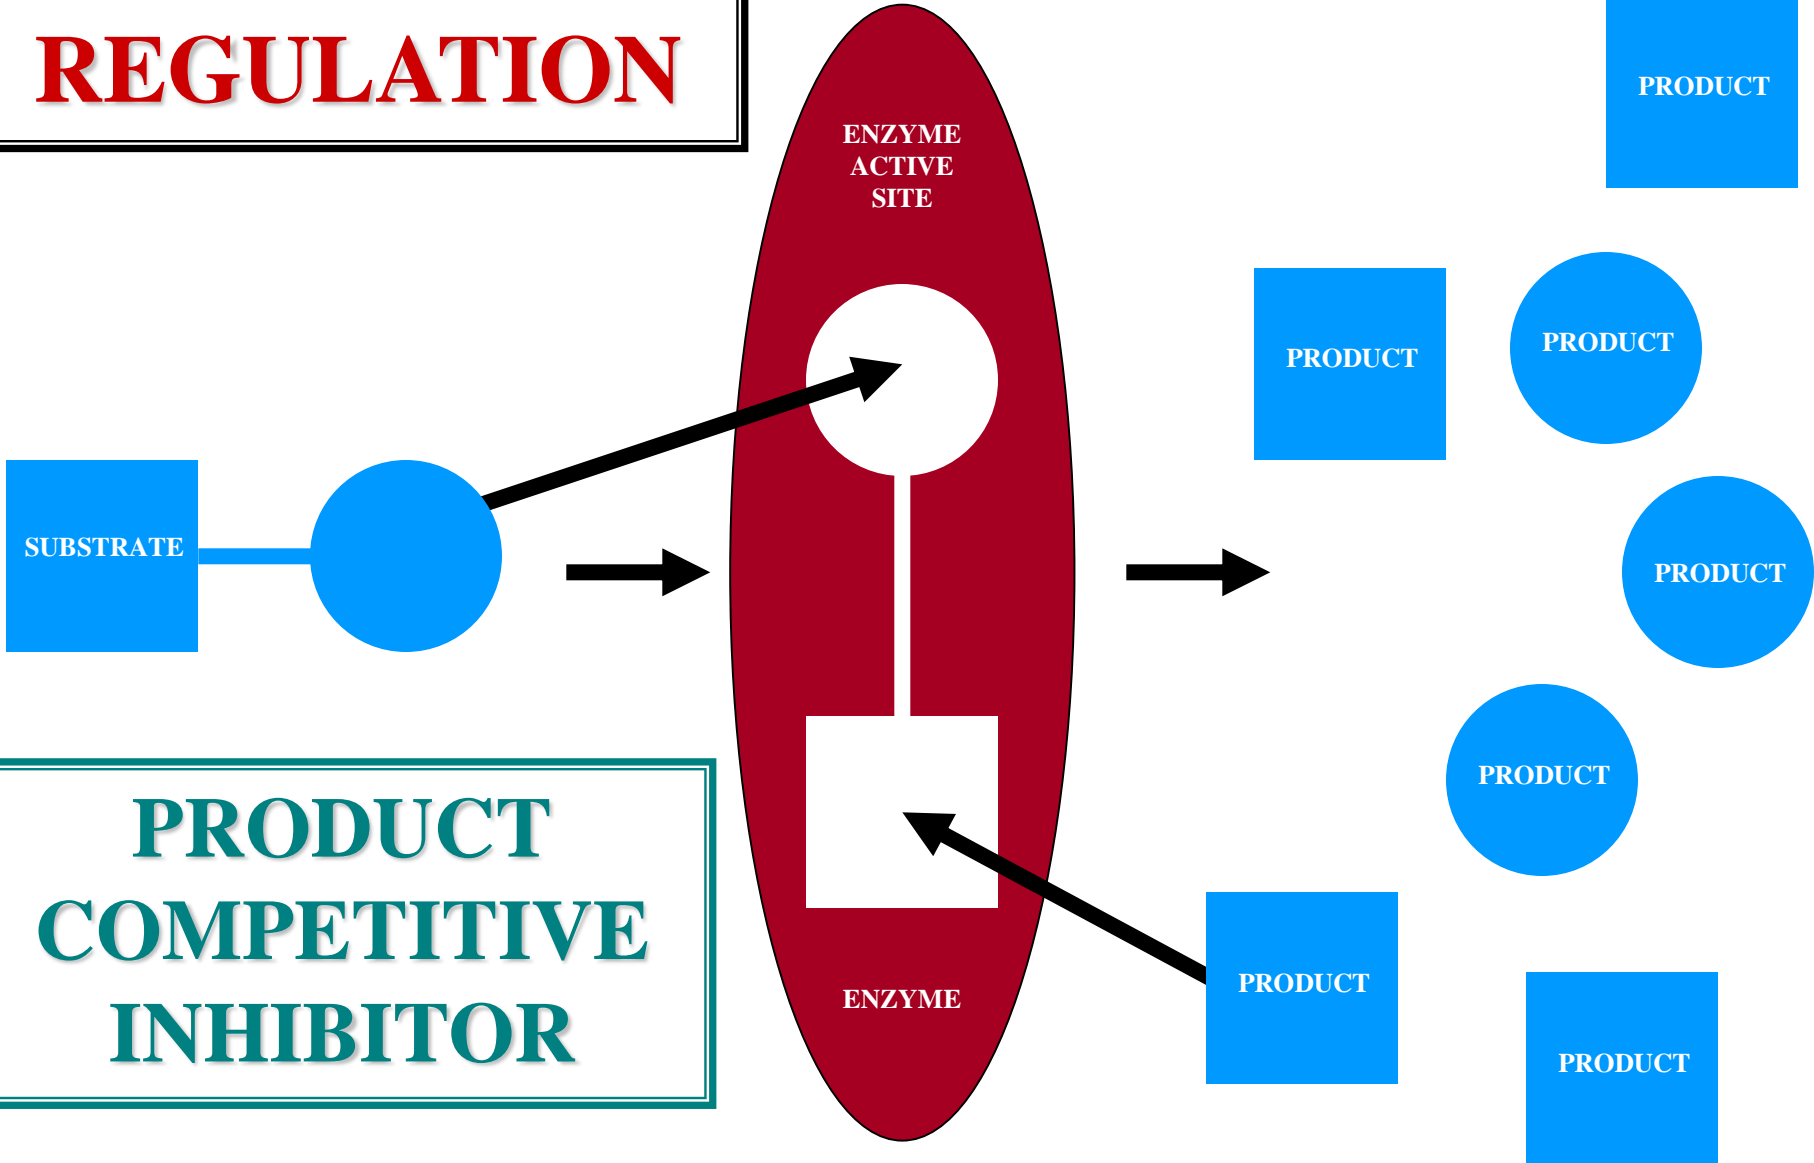 REGULATION
ENZYME
ACTIVE
SITE
PRODUCT
PRODUCT
PRODUCT
SUBSTRATE
PRODUCT
PRODUCT
PRODUCT
COMPETITIVE
INHIBITOR
ENZYME
PRODUCT
PRODUCT